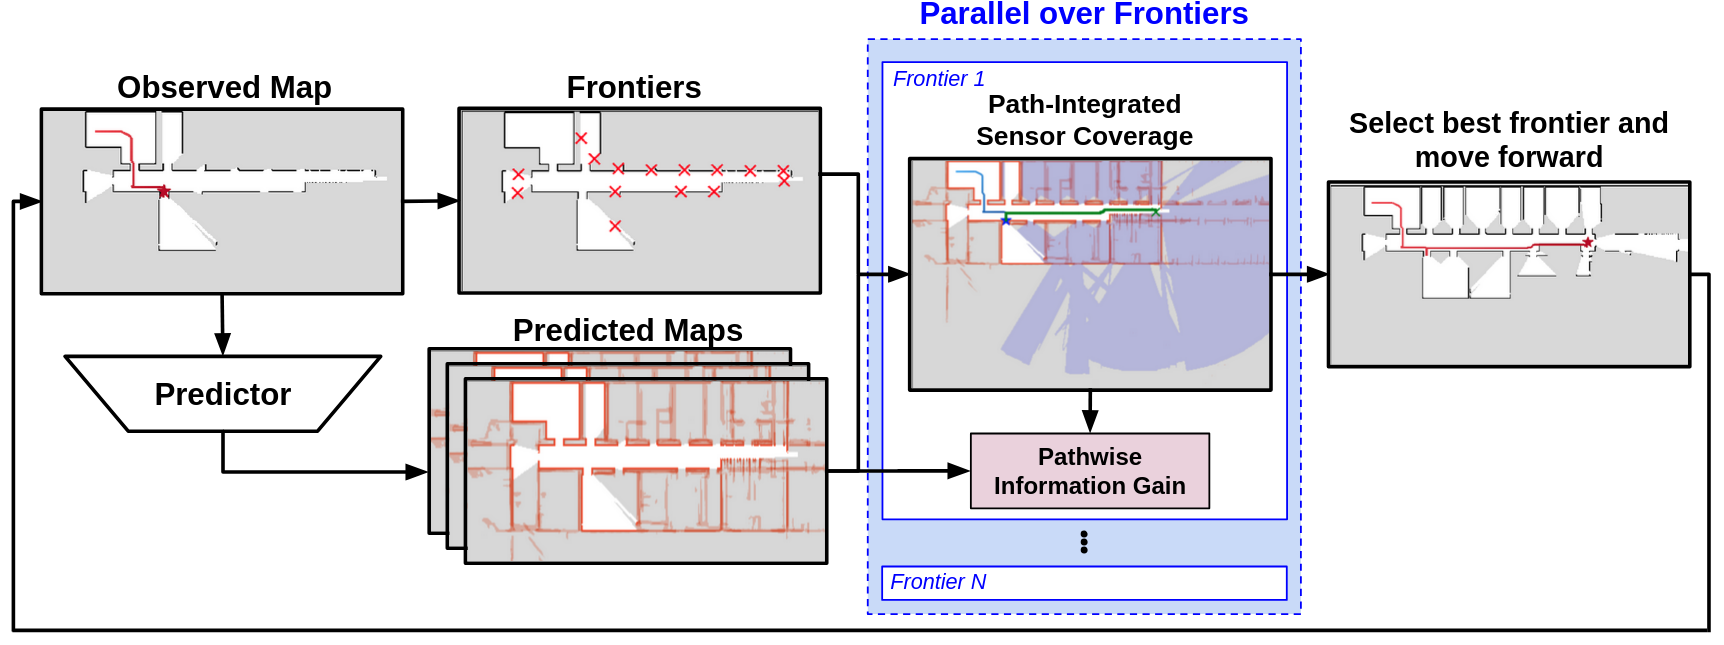 Parallel over Frontiers
Observed Map
Frontiers
Frontier 1
Path-Integrated
Sensor Coverage
Select best frontier and
move forward
Predictor
Predicted Maps
Pathwise
Information Gain
Frontier N